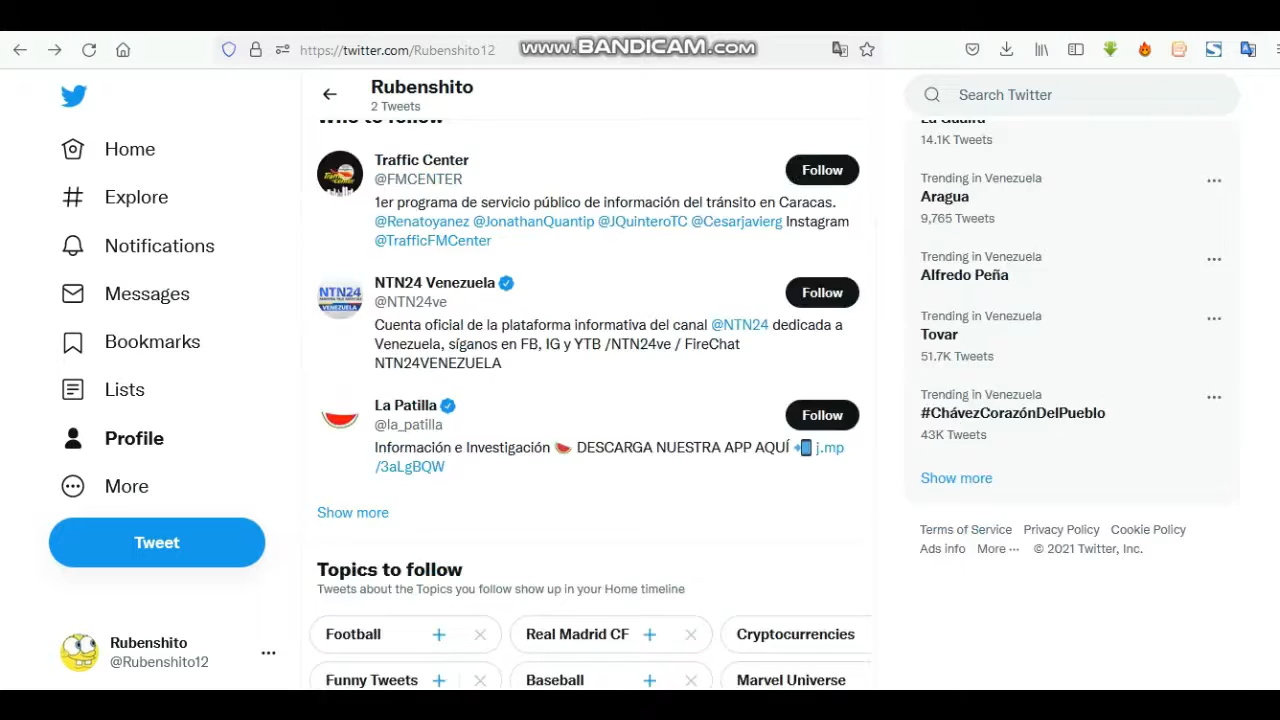 https://twitter.com/Rubenshito12
www.BANDICAM.com
Home
Explore
Notifications
Messages
Bookmarks
Lists
Profile
More
Tweet
Rubenshito
@Rubenshito12
Rubenshito
2 Tweets
Who to follow
Traffic Center
@FMCENTER
Follow
1er programa de servicio público de información del tránsito en Caracas.
@Renatoyanez @JonathanQuantip @JQuinteroTC @Cesarjavierg Instagram
@TrafficFMCenter
NTN24 Venezuela
@NTN24ve
Follow
Cuenta oficial de la plataforma informativa del canal @NTN24 dedicada a
Venezuela, síganos en FB, IG y YTB /NTN24ve / FireChat
NTN24VENEZUELA
NTN24
VENEZUELA
La Patilla
@la_patilla
Follow
Información e Investigación 🍉 DESCARGA NUESTRA APP AQUÍ 📲 j.mp
/3aLgBQW
Show more
Topics to follow
Tweets about the Topics you follow show up in your Home timeline
Football
Real Madrid CF
Cryptocurrencies
Funny Tweets
Baseball
Marvel Universe
Search Twitter
La Guaira
14.1K Tweets
Trending in Venezuela
Aragua
9,765 Tweets
Trending in Venezuela
Alfredo Peña
Trending in Venezuela
Tovar
51.7K Tweets
Trending in Venezuela
#ChávezCorazónDelPueblo
43K Tweets
Show more
Terms of Service Privacy Policy Cookie Policy
Ads info More ··· © 2021 Twitter, Inc.